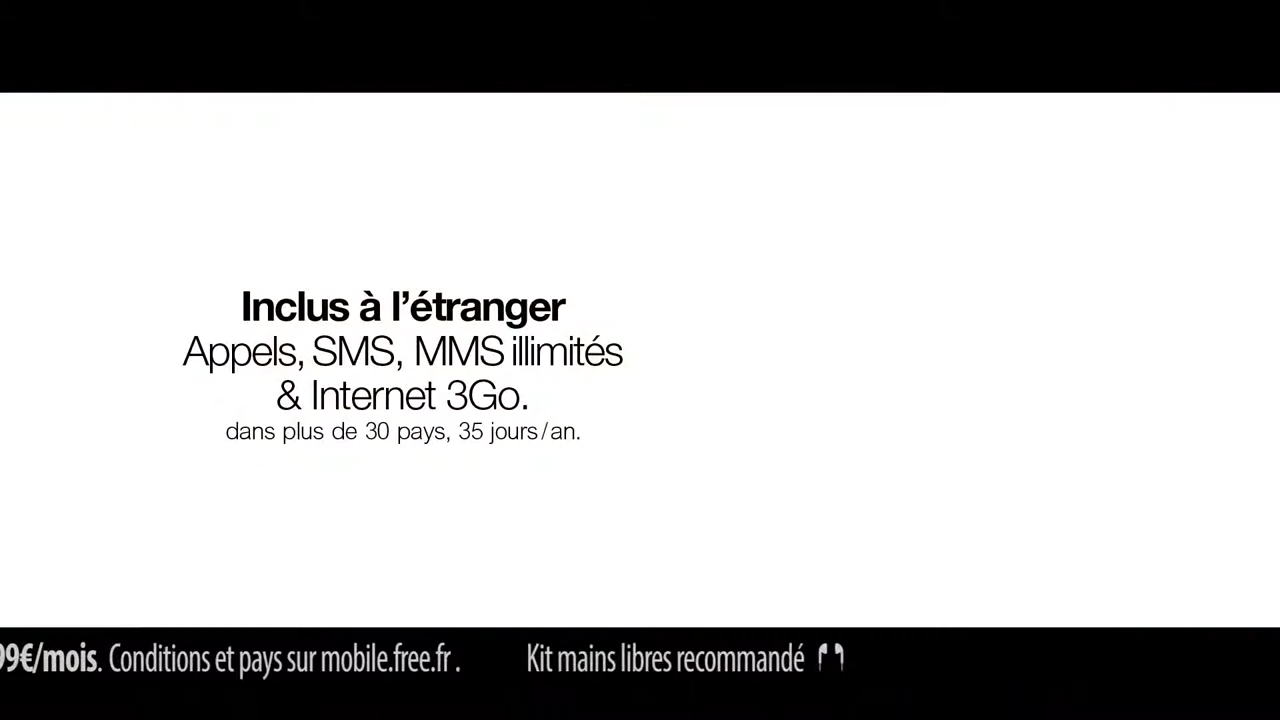 Inclus à l’étranger
Appels, SMS, MMS illimités
& Internet 3Go.
dans plus de 30 pays, 35 jours/an.
99€/mois. Conditions et pays sur mobile.free.fr . Kit mains libres recommandé